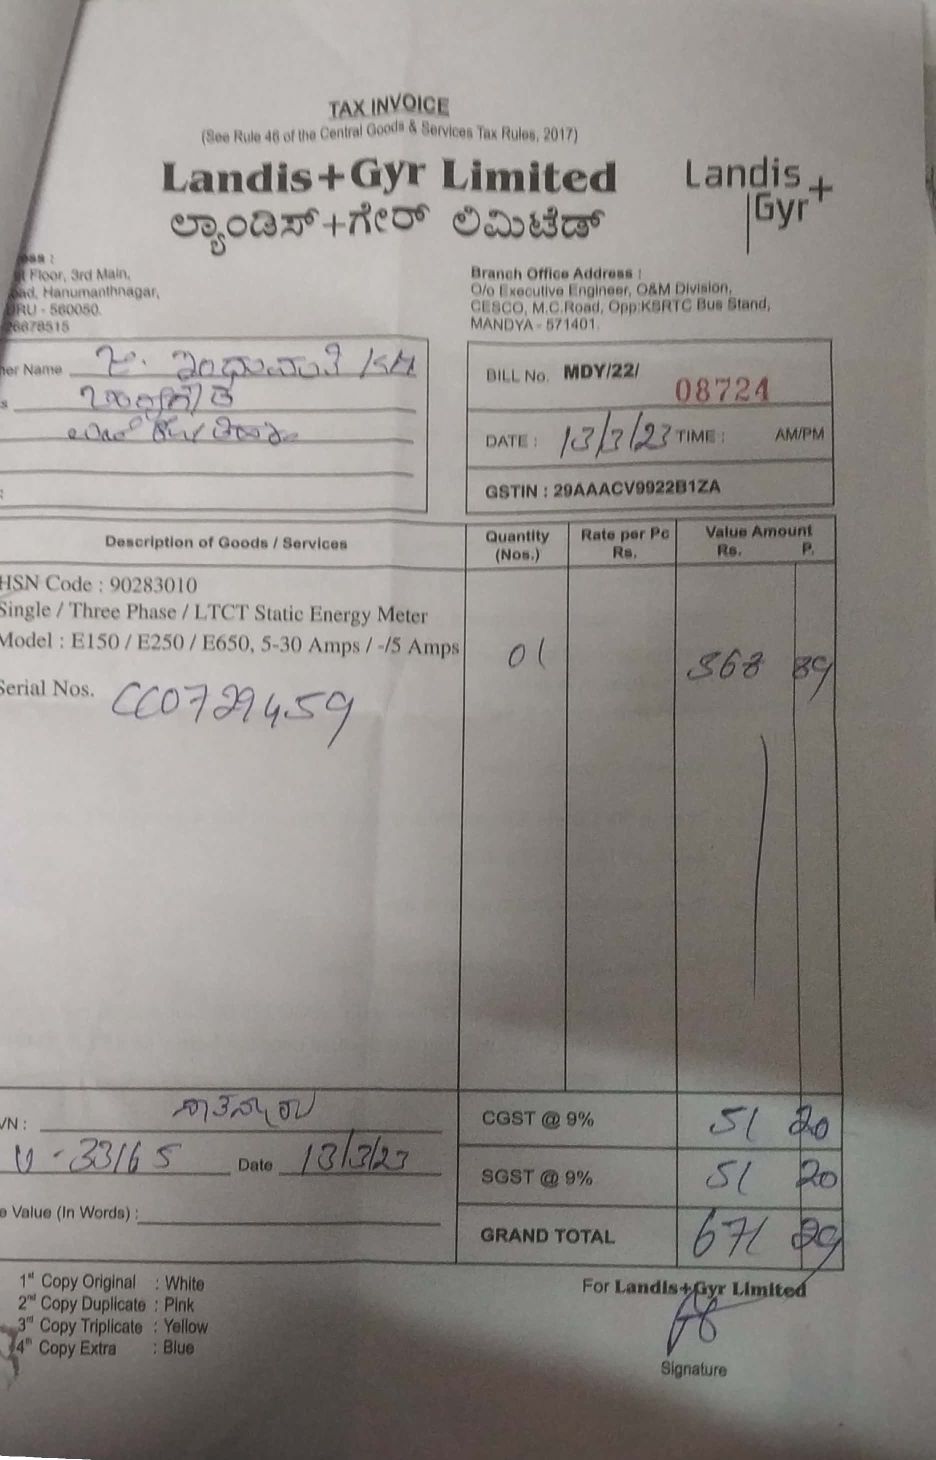 TAX INVOICE
(See Rule 46 of the Central Goods & Services Tax Rules, 2017)
Landis+Gyr Limited
ಲ್ಯಾಂಡಿಸ್+ಗೇರ್ ಲಿಮಿಟೆಡ್
Landis+
Gyr
Floor, 3rd Main,
Hanumanthnagar,
- 560050.
26678515
Branch Office Address :
O/o Executive Engineer, O&M Division,
CESCO, M.C.Road, Opp:KSRTC Bus Stand,
MANDYA - 571401.
Name
BILL No. MDY/22/ 08724
DATE : 13/3/23 TIME : AM/PM
GSTIN : 29AAACV9922B1ZA
Description of Goods / Services
Quantity (Nos.)
Rate per Pc Rs.
Value Amount Rs. P.
HSN Code : 90283010
Single / Three Phase / LTCT Static Energy Meter
Model : E150 / E250 / E650, 5-30 Amps / -/5 Amps
01
568 89
Serial Nos. CC0729459
CGST @ 9% 51 20
33165 Date 13/3/23
SGST @ 9% 51 20
Value (In Words) :
GRAND TOTAL 671 29
1st Copy Original : White
2nd Copy Duplicate : Pink
3rd Copy Triplicate : Yellow
4th Copy Extra : Blue
For Landis+Gyr Limited
Signature